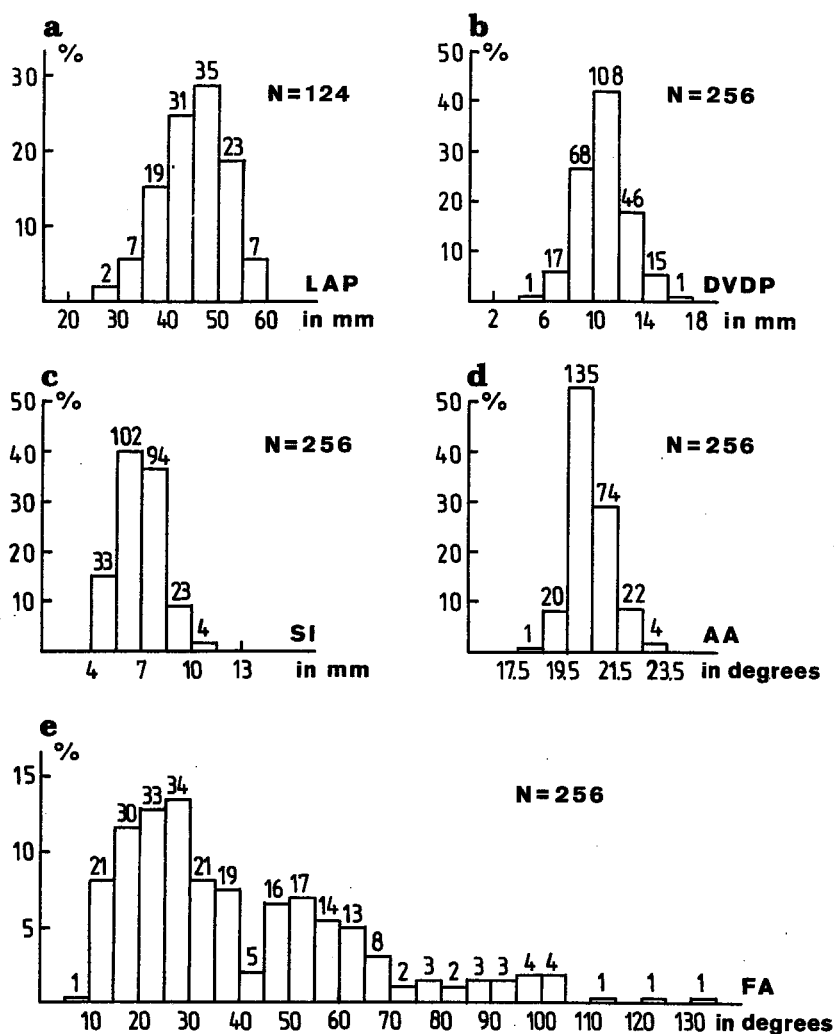 a
%
30
20
10
2 7 19 31 35 23 7
N=124
LAP
20 30 40 50 60 in mm
b
50 %
40
30
20
10
1 17 68 108 46 15 1
N=256
DVDP
2 6 10 14 18 in mm
c
50 %
40
30
20
10
33 102 94 23 4
N=256
SI
4 7 10 13 in mm
d
50 %
40
30
20
10
1 20 135 74 22 4
N=256
AA
17.5 19.5 21.5 23.5 in degrees
e
%
15
10
5
1 21 30 33 34 21 19 5 16 17 14 13 8 2 3 2 3 3 4 4 1 1 1
N=256
FA
10 20 30 40 50 60 70 80 90 100 110 120 130 in degrees